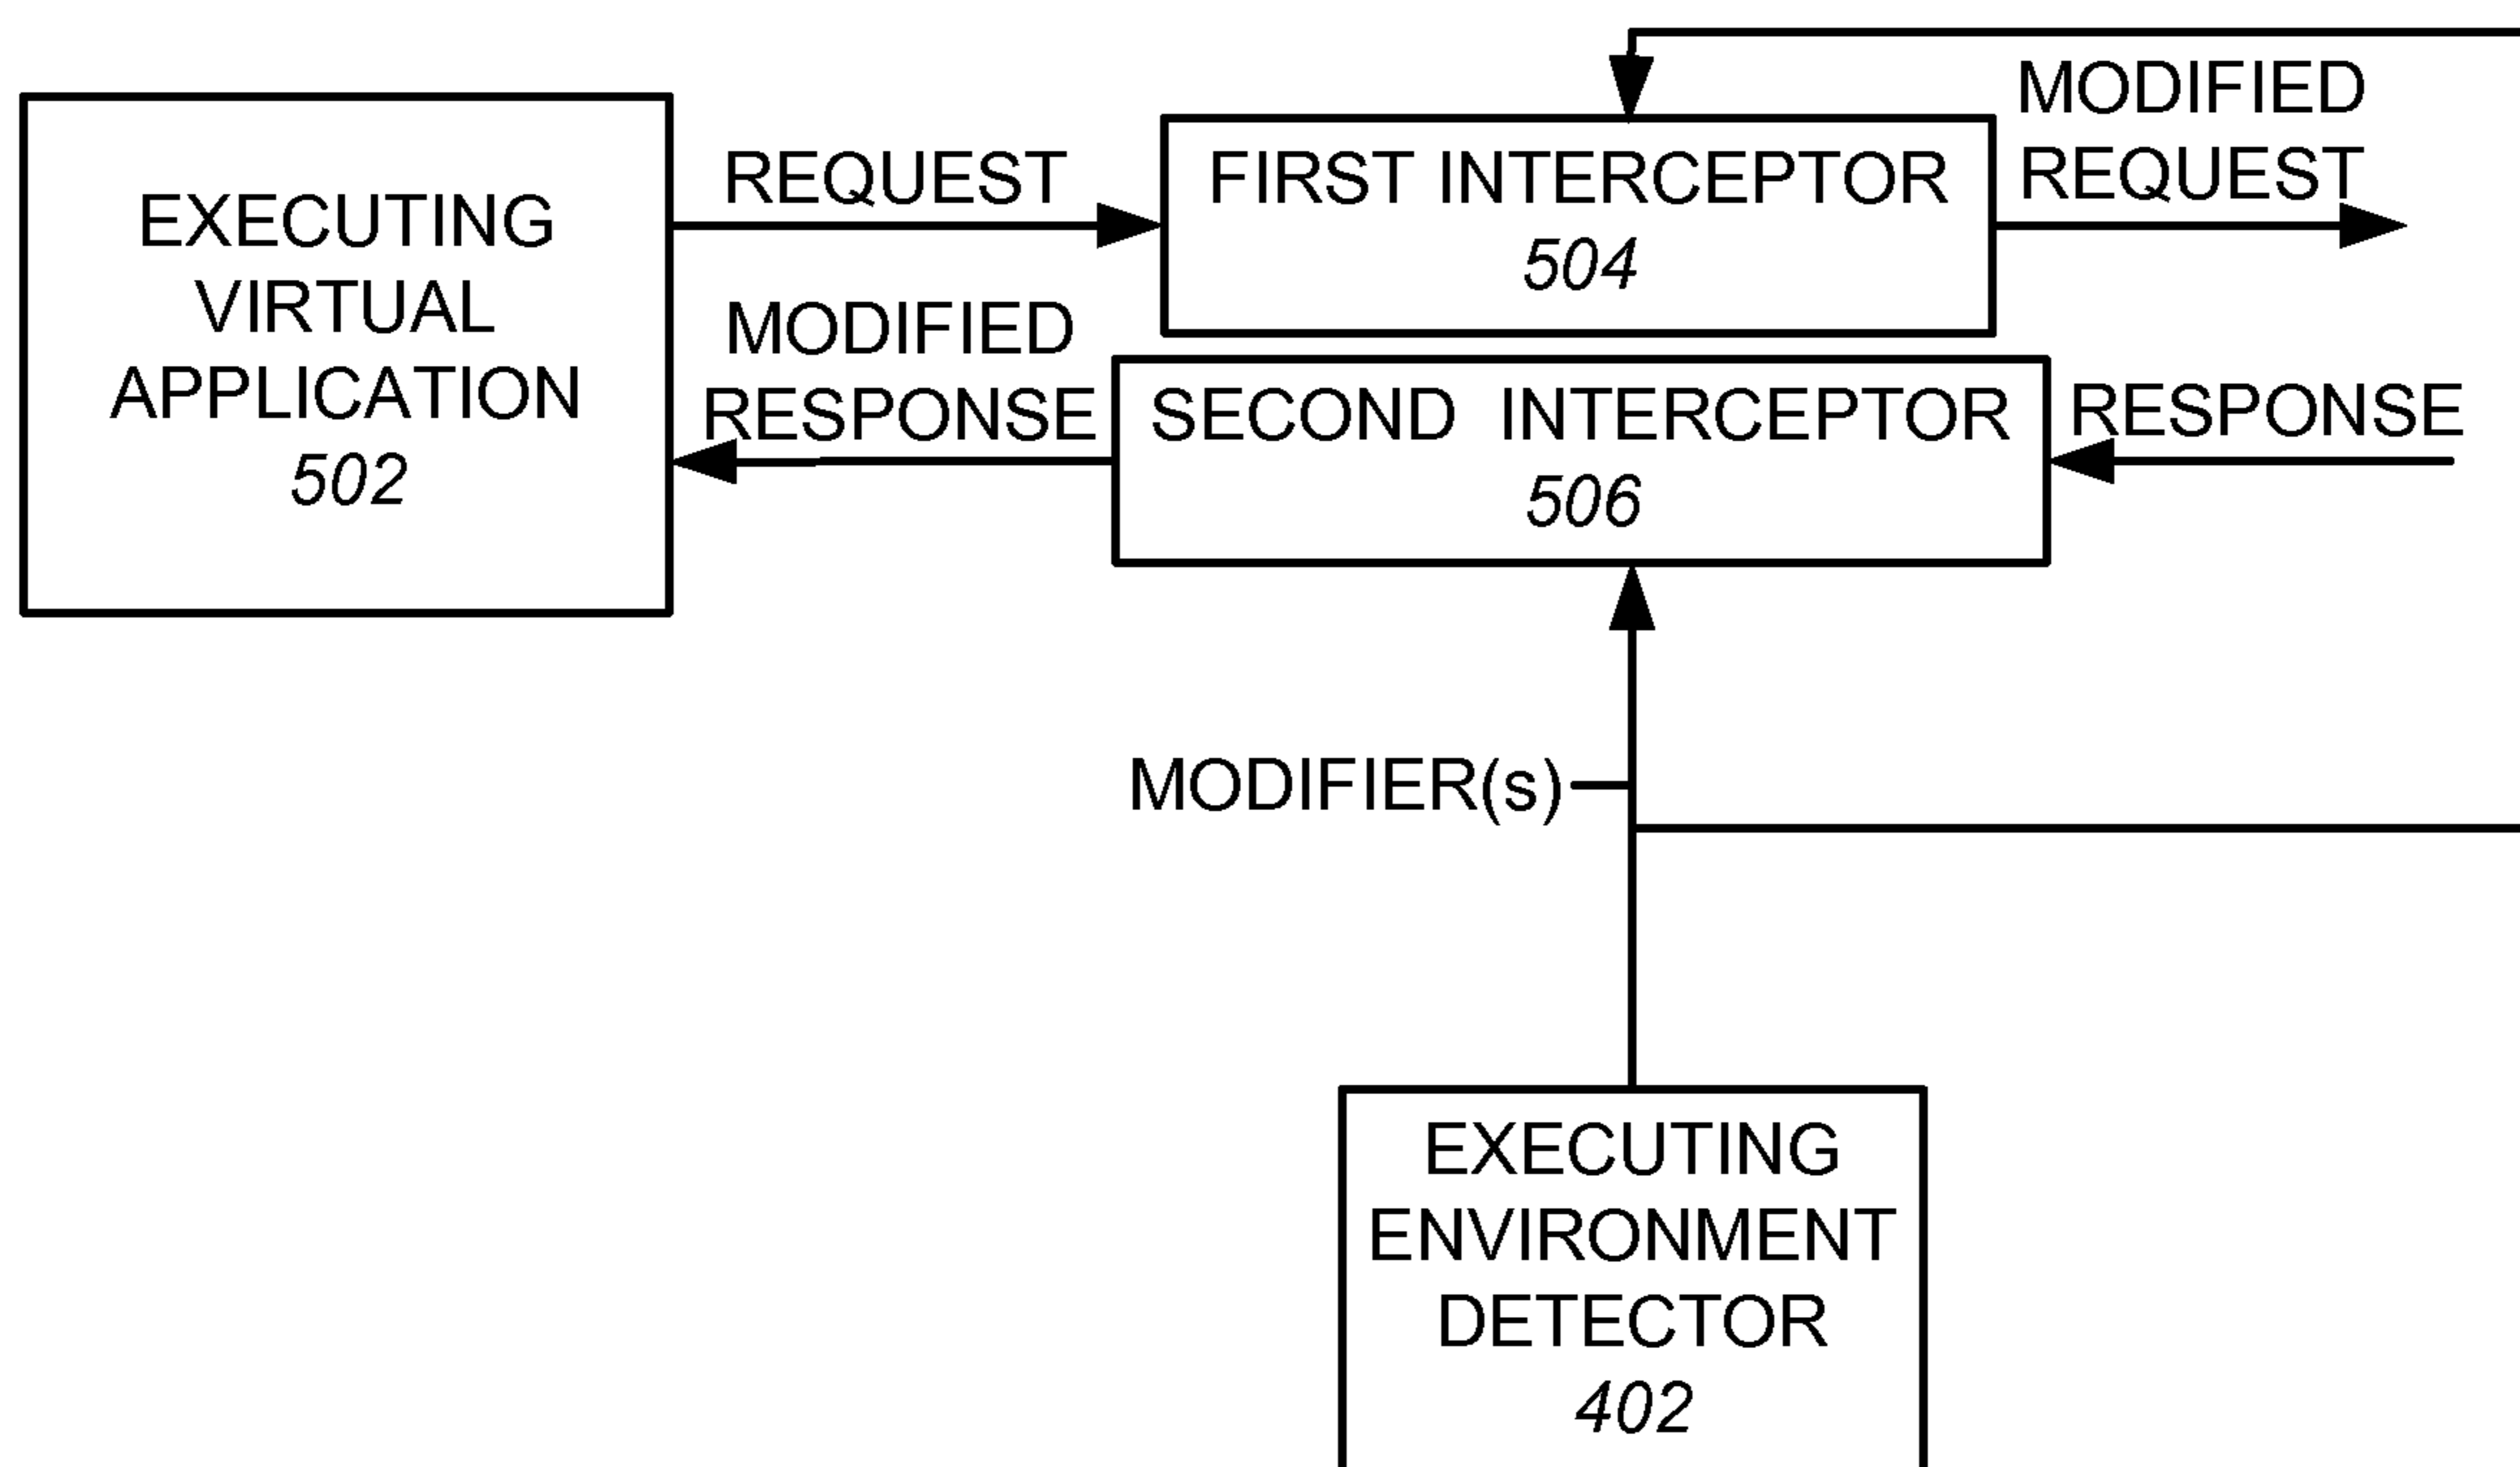 EXECUTING
VIRTUAL
APPLICATION
502
REQUEST
MODIFIED
RESPONSE
FIRST INTERCEPTOR
504
SECOND INTERCEPTOR
506
MODIFIED
REQUEST
RESPONSE
MODIFIER(s)
EXECUTING
ENVIRONMENT
DETECTOR
402